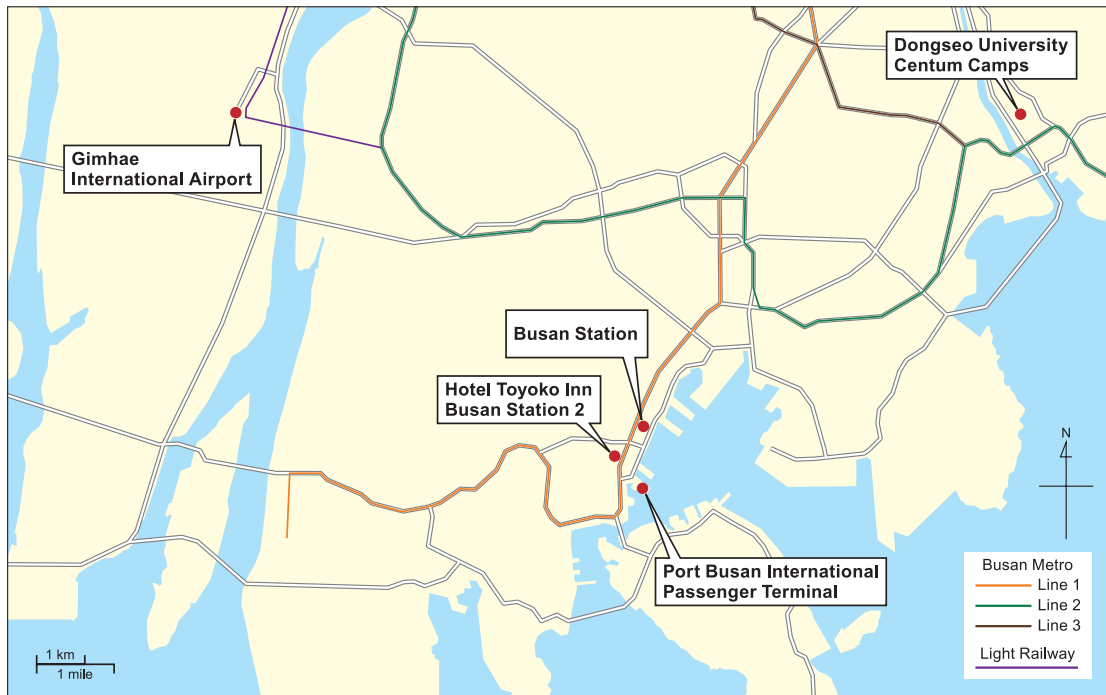 Dongseo University
Centum Camps
Gimhae
International Airport
Busan Station
Hotel Toyoko Inn
Busan Station 2
Port Busan International
Passenger Terminal
N
Busan Metro
Line 1
Line 2
Line 3
Light Railway
1 km
1 mile